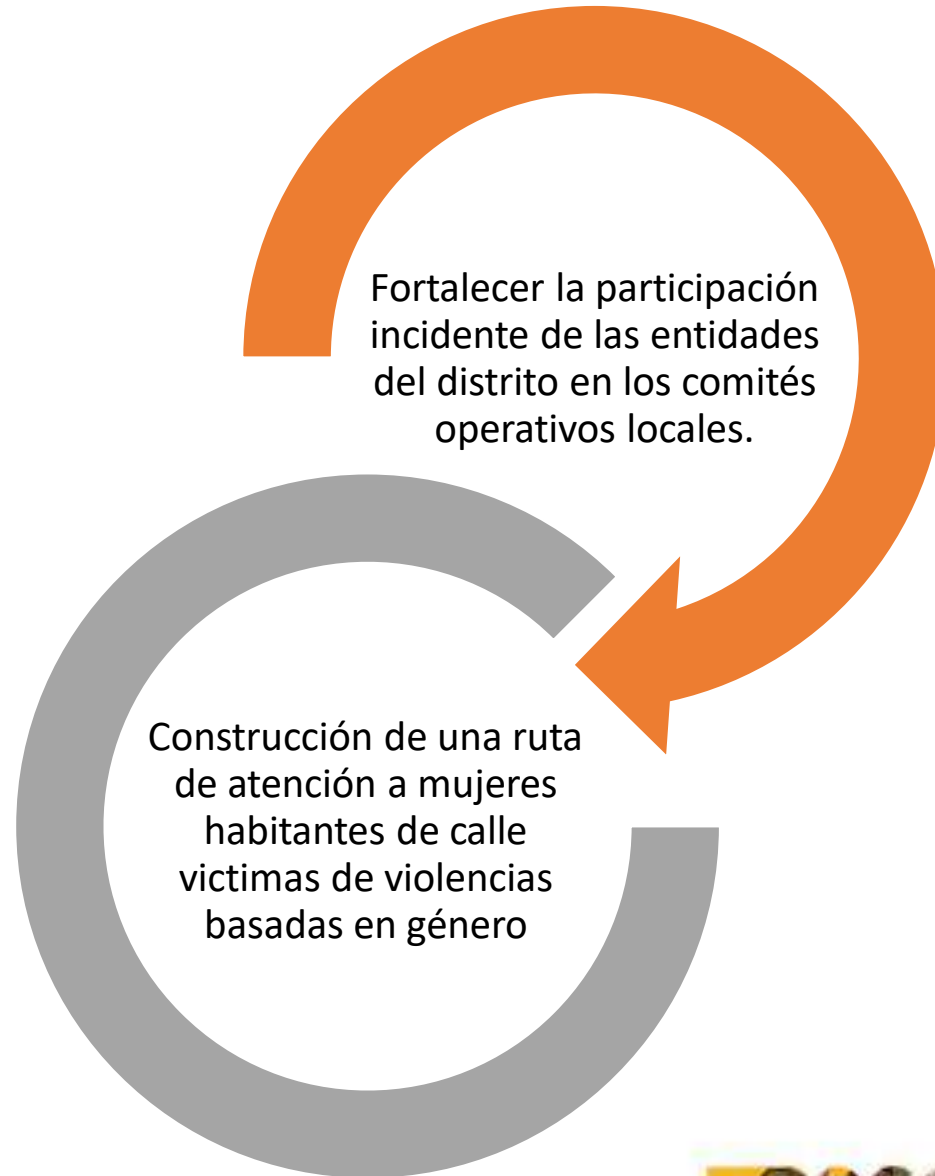 Fortalecer la participación
incidente de las entidades
del distrito en los comités
operativos locales.
Construcción de una ruta
de atención a mujeres
habitantes de calle
victimas de violencias
basadas en género